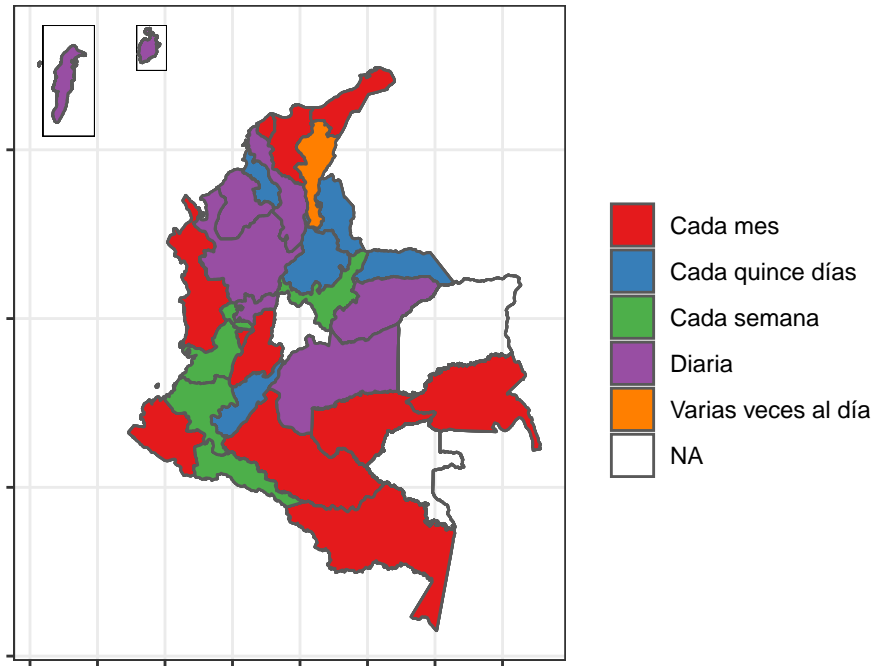 Cada mes
Cada quince días
Cada semana
Diaria
Varias veces al día
NA